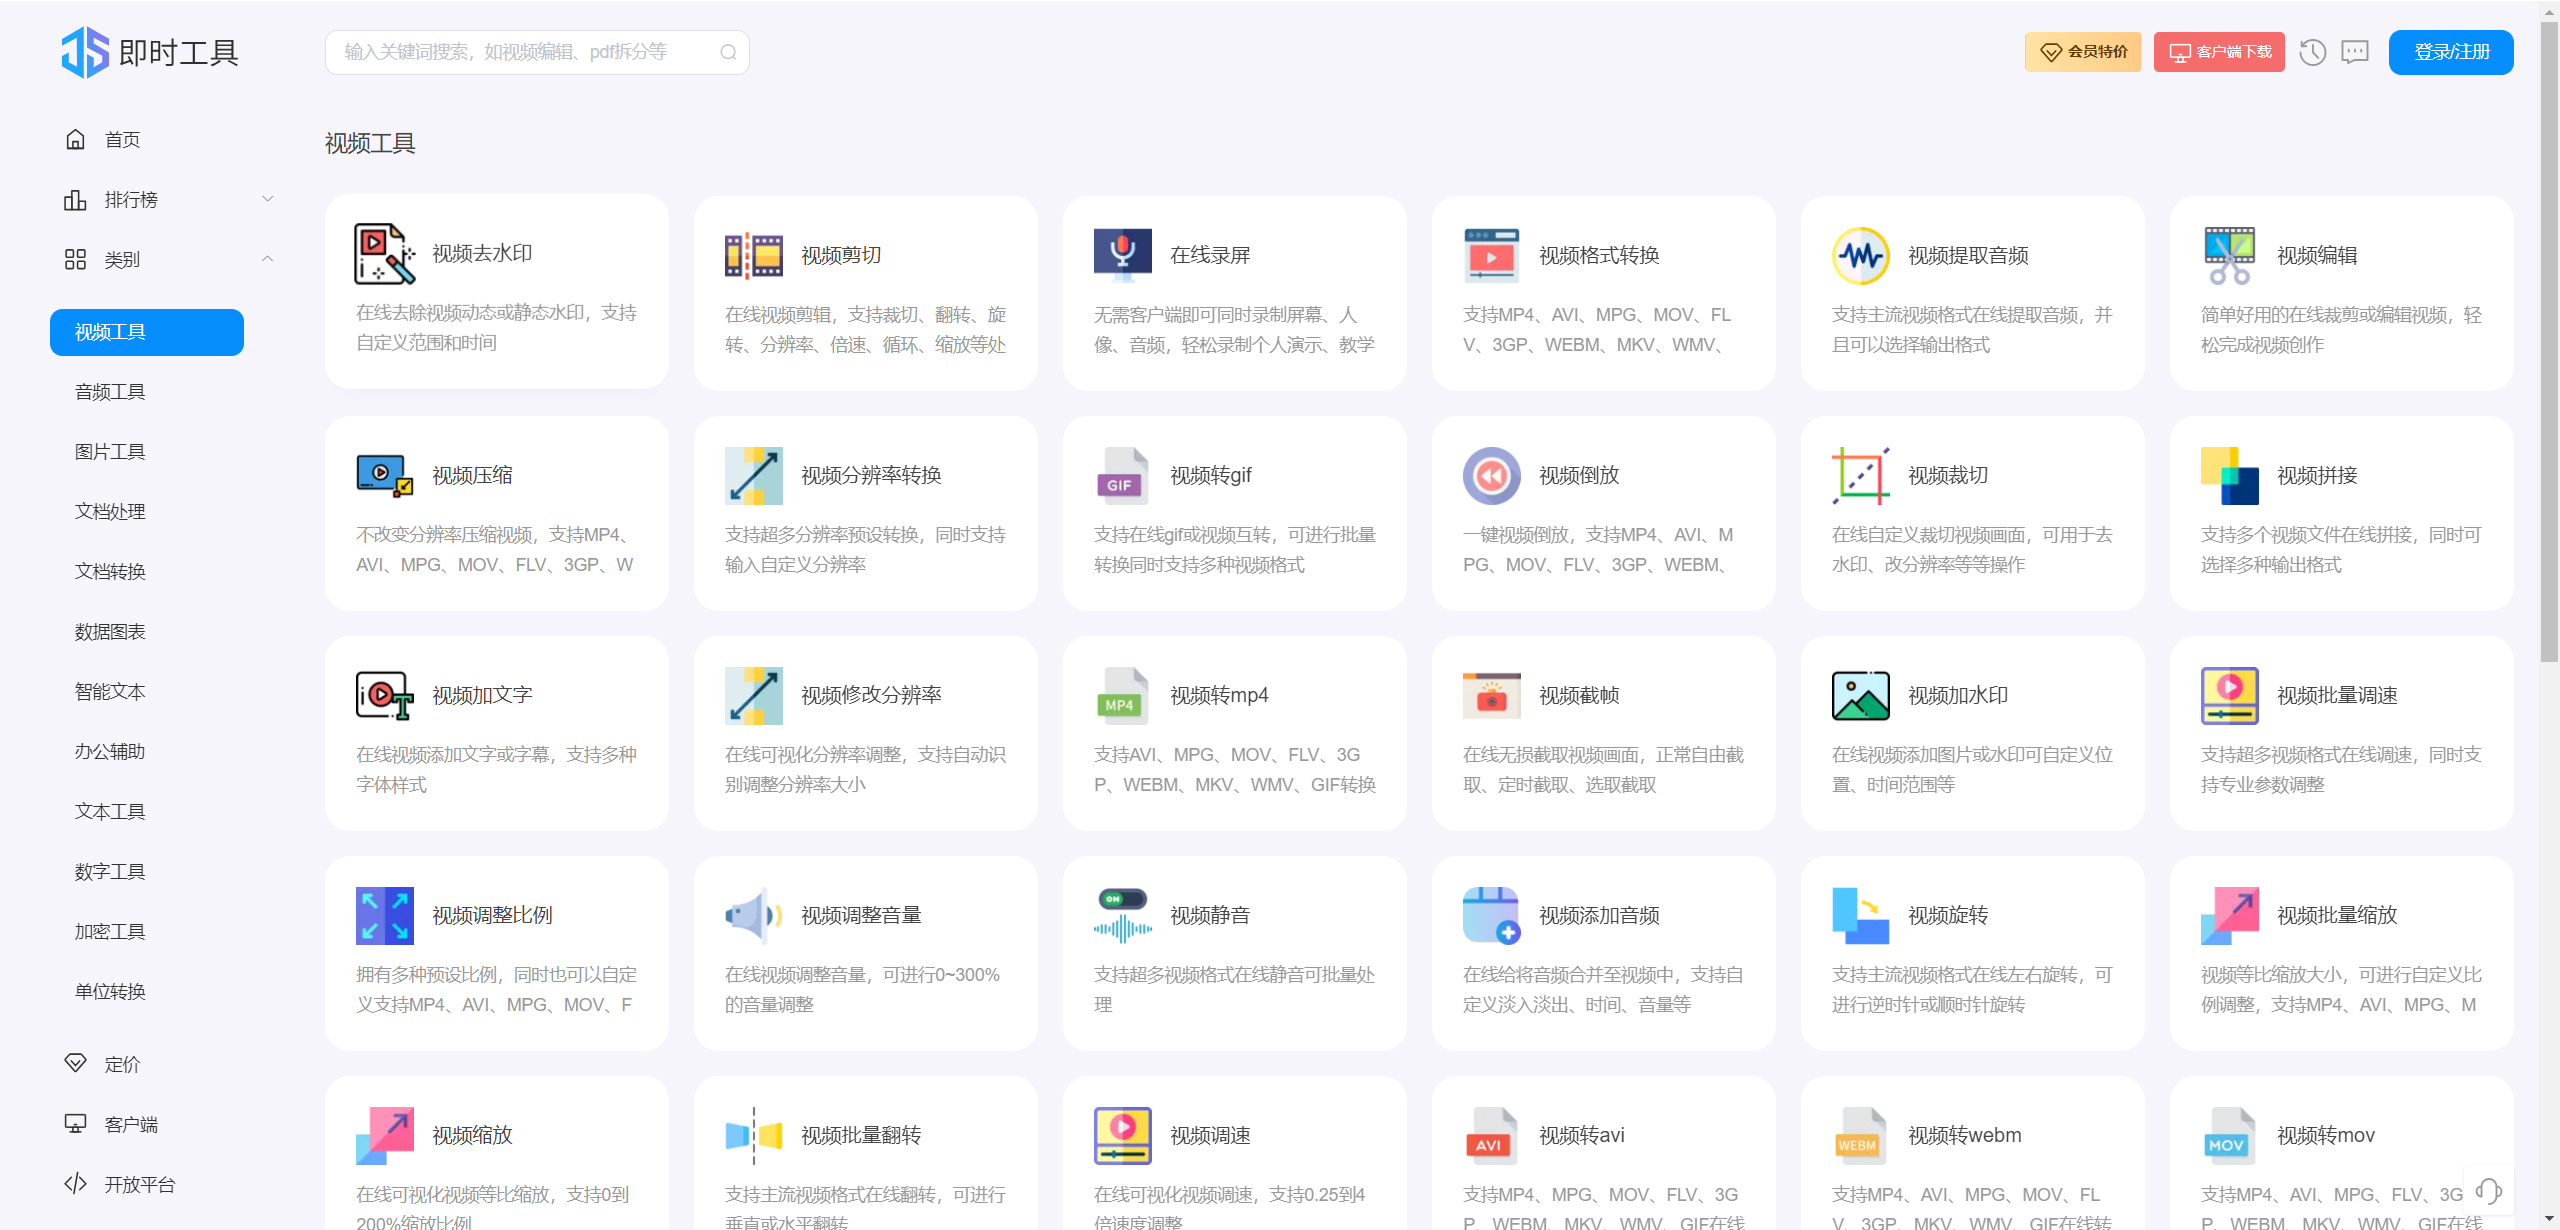 即时工具
输入关键词搜索，如视频编辑、pdf拆分等
会员特价
客户端下载
登录/注册
首页
排行榜
类别
视频工具
音频工具
图片工具
文档处理
文档转换
数据图表
智能文本
办公辅助
文本工具
数字工具
加密工具
单位转换
定价
客户端
开放平台
视频工具
视频去水印
在线去除视频动态或静态水印，支持
自定义范围和时间
视频剪切
在线视频剪辑，支持裁切、翻转、旋
转、分辨率、倍速、循环、缩放等处
在线录屏
无需客户端即可同时录制屏幕、人
像、音频，轻松录制个人演示、教学
视频格式转换
支持MP4、AVI、MPG、MOV、FL
V、3GP、WEBM、MKV、WMV、
视频提取音频
支持主流视频格式在线提取音频，并
且可以选择输出格式
视频编辑
简单好用的在线裁剪或编辑视频，轻
松完成视频创作
视频压缩
不改变分辨率压缩视频，支持MP4、
AVI、MPG、MOV、FLV、3GP、W
视频分辨率转换
支持超多分辨率预设转换，同时支持
输入自定义分辨率
GIF
视频转gif
支持在线gif或视频互转，可进行批量
转换同时支持多种视频格式
视频倒放
一键视频倒放，支持MP4、AVI、M
PG、MOV、FLV、3GP、WEBM、
视频裁切
在线自定义裁切视频画面，可用于去
水印、改分辨率等等操作
视频拼接
支持多个视频文件在线拼接，同时可
选择多种输出格式
视频加文字
在线视频添加文字或字幕，支持多种
字体样式
视频修改分辨率
在线可视化分辨率调整，支持自动识
别调整分辨率大小
MP4
视频转mp4
支持AVI、MPG、MOV、FLV、3G
P、WEBM、MKV、WMV、GIF转换
视频截帧
在线无损截取视频画面，正常自由截
取、定时截取、选取截取
视频加水印
在线视频添加图片或水印可自定义位
置、时间范围等
视频批量调速
支持超多视频格式在线调速，同时支
持专业参数调整
视频调整比例
拥有多种预设比例，同时也可以自定
义支持MP4、AVI、MPG、MOV、F
视频调整音量
在线视频调整音量，可进行0~300%
的音量调整
ON
视频静音
支持超多视频格式在线静音可批量处
理
视频添加音频
在线给将音频合并至视频中，支持自
定义淡入淡出、时间、音量等
视频旋转
支持主流视频格式在线左右旋转，可
进行逆时针或顺时针旋转
视频批量缩放
视频等比缩放大小，可进行自定义比
例调整，支持MP4、AVI、MPG、M
视频缩放
在线可视化视频等比缩放，支持0到
200%缩放比例
视频批量翻转
支持主流视频格式在线翻转，可进行
垂直或水平翻转
视频调速
在线可视化视频调速，支持0.25到4
倍速度调整
AVI
视频转avi
支持MP4、MPG、MOV、FLV、3G
P、WEBM、MKV、WMV、GIF在线
WEBM
视频转webm
支持MP4、AVI、MPG、MOV、FL
V、3GP、MKV、WMV、GIF在线转
MOV
视频转mov
支持MP4、AVI、MPG、FLV、3G
P、WEBM、MKV、WMV、GIF在线